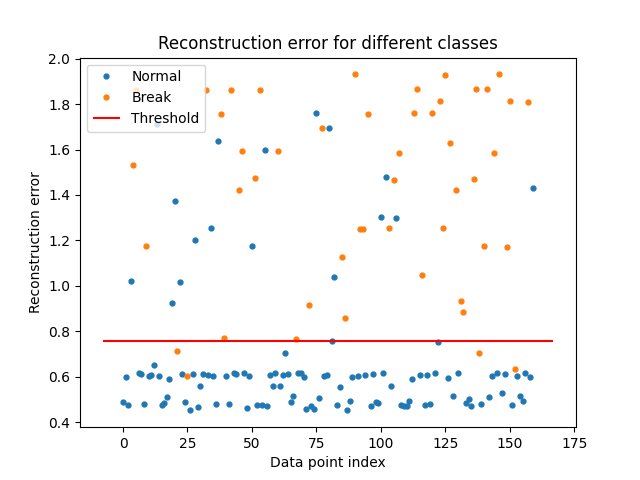 Reconstruction error for different classes
Normal
Break
Threshold
Reconstruction error
2.0
1.8
1.6
1.4
1.2
1.0
0.8
0.6
0.4
0 25 50 75 100 125 150 175
Data point index